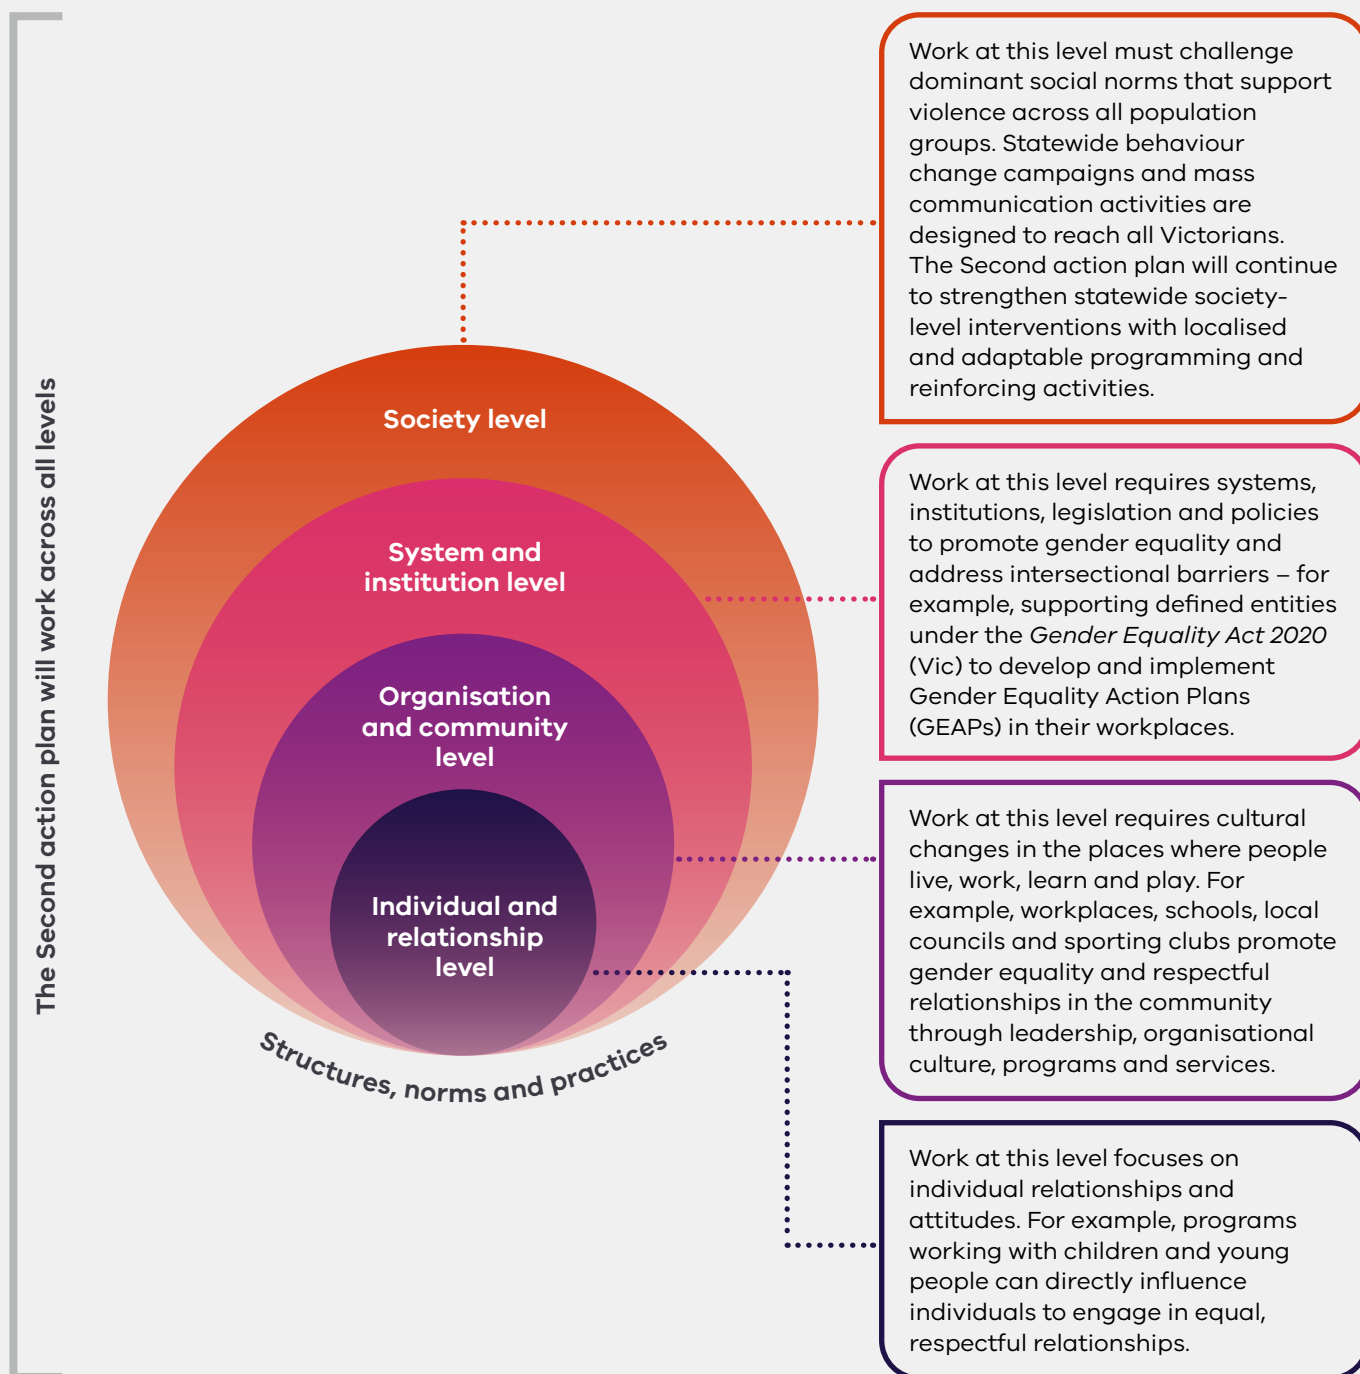 The Second action plan will work across all levels
Society level
System and
institution level
Organisation
and community
level
Individual and
relationship
level
Structures, norms and practices
Work at this level must challenge
dominant social norms that support
violence across all population
groups. Statewide behaviour
change campaigns and mass
communication activities are
designed to reach all Victorians.
The Second action plan will continue
to strengthen statewide society-
level interventions with localised
and adaptable programming and
reinforcing activities.
Work at this level requires systems,
institutions, legislation and policies
to promote gender equality and
address intersectional barriers – for
example, supporting defined entities
under the Gender Equality Act 2020
(Vic) to develop and implement
Gender Equality Action Plans
(GEAPs) in their workplaces.
Work at this level requires cultural
changes in the places where people
live, work, learn and play. For
example, workplaces, schools, local
councils and sporting clubs promote
gender equality and respectful
relationships in the community
through leadership, organisational
culture, programs and services.
Work at this level focuses on
individual relationships and
attitudes. For example, programs
working with children and young
people can directly influence
individuals to engage in equal,
respectful relationships.